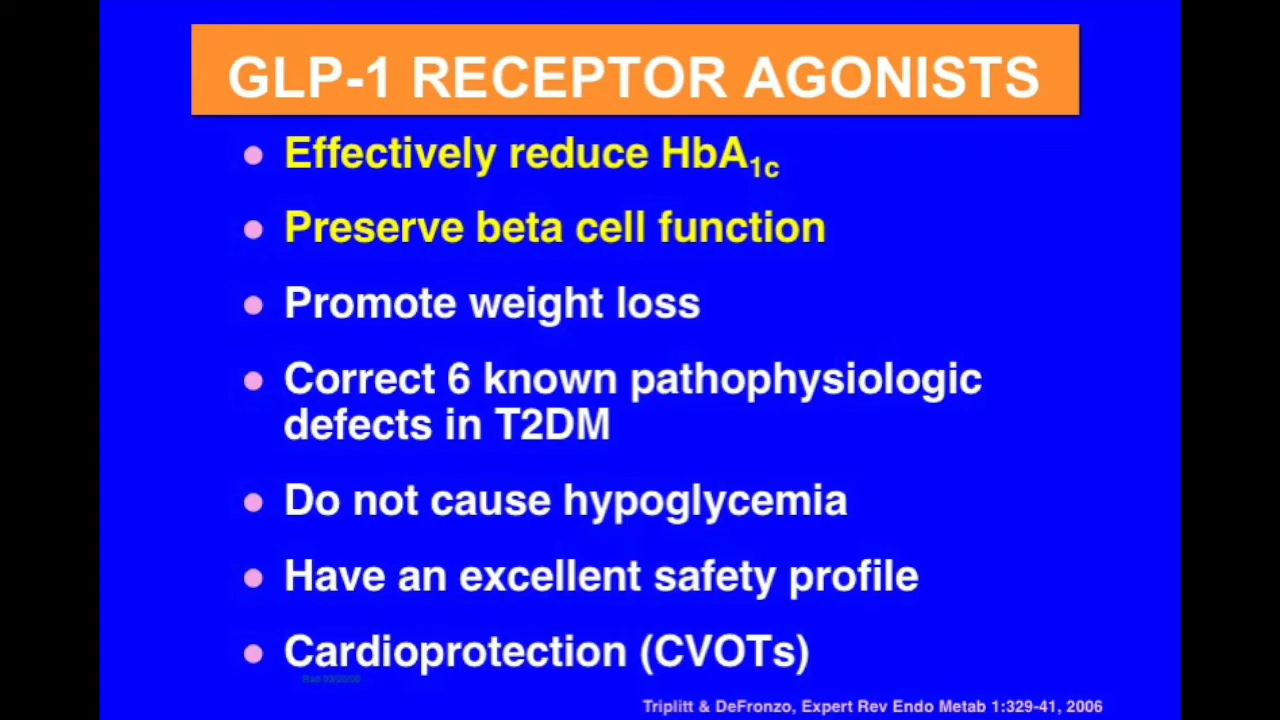 GLP-1 RECEPTOR AGONISTS
• Effectively reduce HbA1c
• Preserve beta cell function
• Promote weight loss
• Correct 6 known pathophysiologic
defects in T2DM
• Do not cause hypoglycemia
• Have an excellent safety profile
• Cardioprotection (CVOTs)
Triplitt & DeFronzo, Expert Rev Endo Metab 1:329-41, 2006